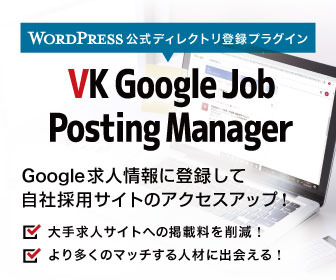 WORDPRESS 公式ディレクトリ登録プラグイン
VK Google Job
Posting Manager
Google求人情報に登録して
自社採用サイトのアクセスアップ！
大手求人サイトへの掲載料を削減！
より多くのマッチする人材に出会える！